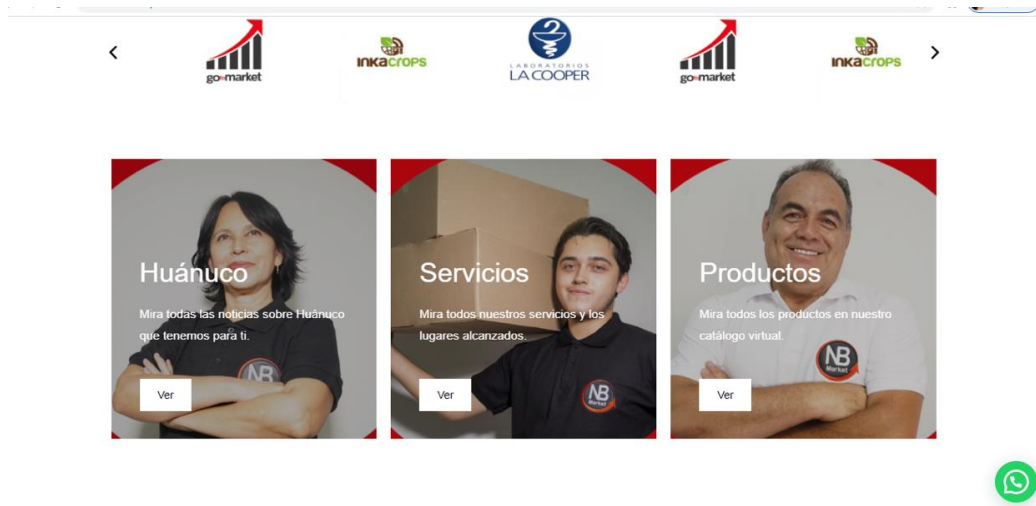 go market
INKACROPS
LABORATORIOS
LA COOPER
go market
INKACROPS
Huánuco
Mira todas las noticias sobre Huánuco
que tenemos para ti.
NB
Ver
Servicios
Mira todos nuestros servicios y los
lugares alcanzados.
NB
Market
Ver
Productos
Mira todos los productos en nuestro
catálogo virtual.
NB
Market
Ver